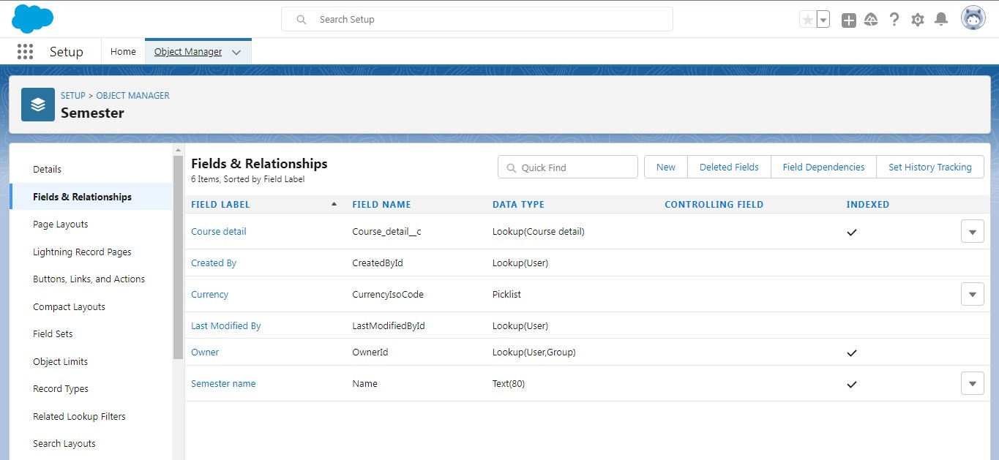 Search Setup
Setup
Home
Object Manager
SETUP > OBJECT MANAGER
Semester
Details
Fields & Relationships
Page Layouts
Lightning Record Pages
Buttons, Links, and Actions
Compact Layouts
Field Sets
Object Limits
Record Types
Related Lookup Filters
Search Layouts
Fields & Relationships
6 Items, Sorted by Field Label
Quick Find
New
Deleted Fields
Field Dependencies
Set History Tracking
FIELD LABEL FIELD NAME DATA TYPE CONTROLLING FIELD INDEXED
Course detail Course_detail__c Lookup(Course detail)
Created By CreatedById Lookup(User)
Currency CurrencyIsoCode Picklist
Last Modified By LastModifiedById Lookup(User)
Owner OwnerId Lookup(User,Group)
Semester name Name Text(80)